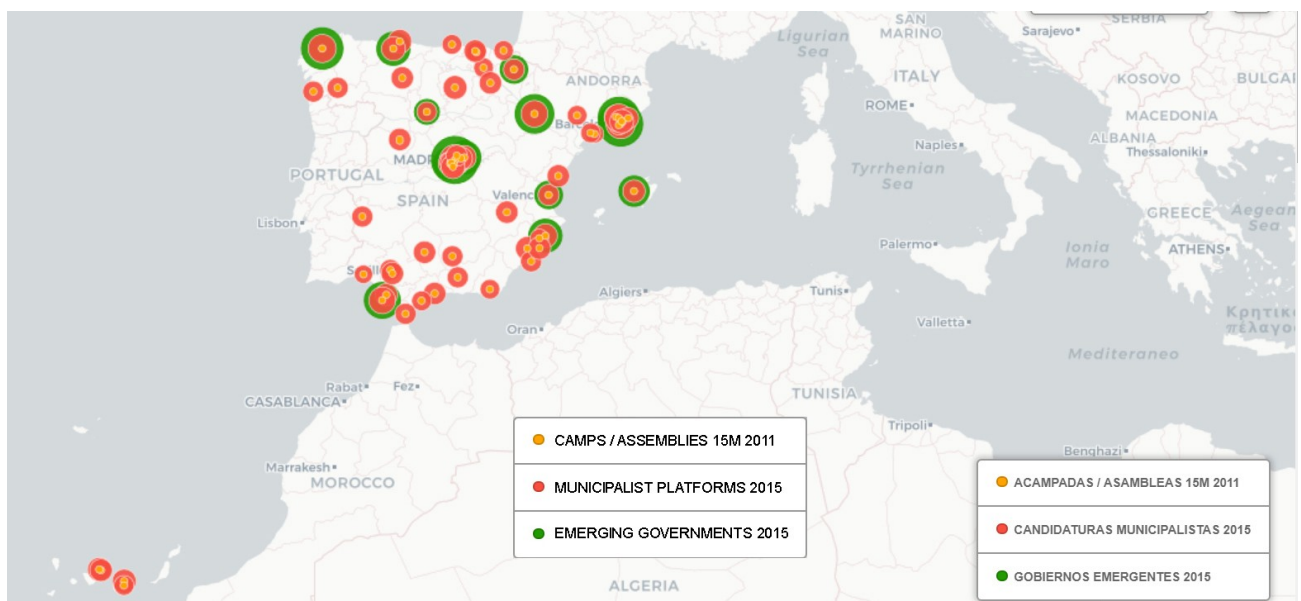 SERBIA
SAN
MARINO
Sarajevo
Ligurian
Sea
ITALY
KOSOVO
BULGAI
ANDORRA
ROME
MACEDONIA
Barc
ALBANIA
Thessaloniki
Naples
MADR
Tyrrhenian
Sea
PORTUGAL
Valenc
SPAIN
GREECE
Aegean
Sea
Lisbon
Palermo
Ionia
Maro
ATHENS
Algiers
Tunis
Κρητικ
πέλαγο
Oran
Valletta
Mediteraneo
Rabat
Fez
TUNISIA
CASABLANCA
Tripoli
CAMPS / ASSEMBLIES 15M 2011
Benghazi
Marrakesh
MOROCCO
MUNICIPALIST PLATFORMS 2015
ACAMPADAS / ASAMBLEAS 15M 2011
EMERGING GOVERNMENTS 2015
CANDIDATURAS MUNICIPALISTAS 2015
GOBIERNOS EMERGENTES 2015
ALGERIA